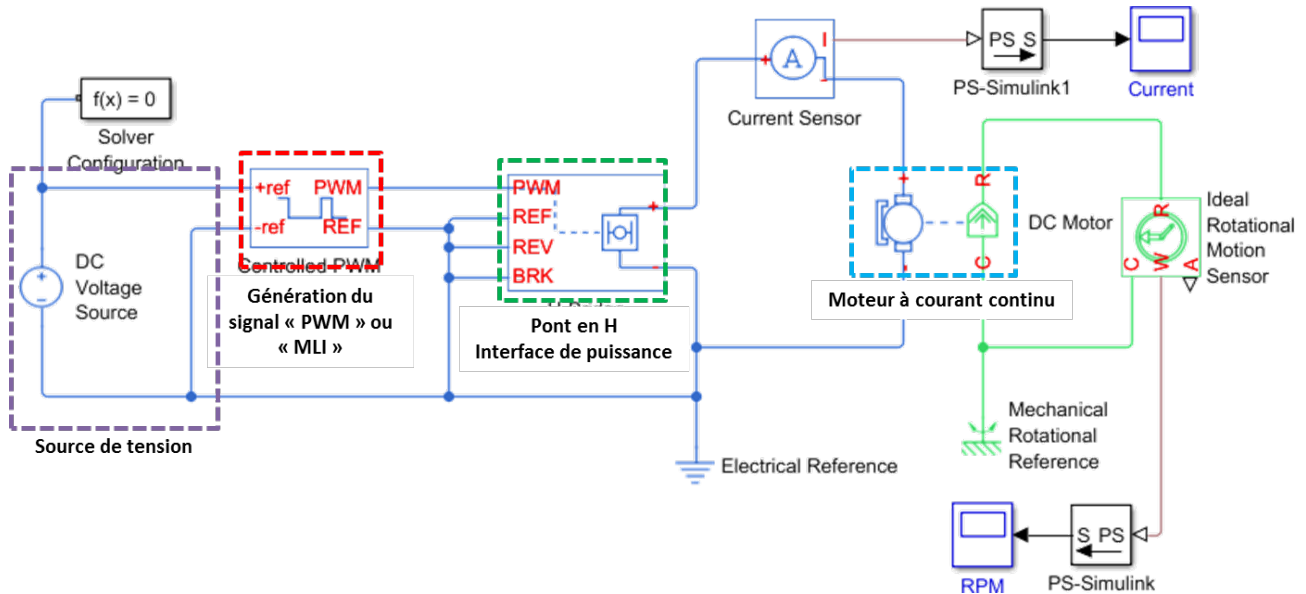 f(x) = 0
Solver
Configuration
DC
Voltage
Source
Source de tension
+ref PWM
-ref REF
Controlled PWM
Génération du
signal « PWM » ou
« MLI »
PWM
REF
REV
BRK
+
-
Pont en H
Interface de puissance
+ A I
-
Current Sensor
PS S
PS-Simulink1
Current
+ R
- C
DC Motor
Moteur à courant continu
R
C W A
Ideal
Rotational
Motion
Sensor
Mechanical
Rotational
Reference
Electrical Reference
RPM
S PS
PS-Simulink